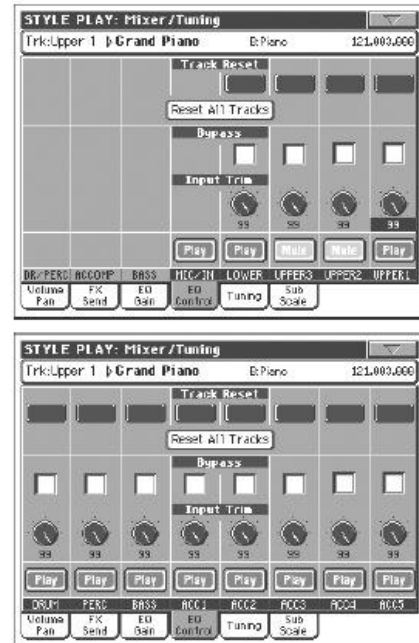 STYLE PLAY: Mixer/Tuning
Trk:Upper 1 ▷Grand Piano B:Piano 121.003.000
Track Reset
Reset All Tracks
Bypass
Input Trim
99 99 99 99
Play Play Mute Mute Play
DR/PERC ACCOMP BASS MIC/IN LOWER UPPER3 UPPER2 UPPER1
Volume Pan FX Send EQ Gain EQ Control Tuning Sub Scale
STYLE PLAY: Mixer/Tuning
Trk:Upper 1 ▷Grand Piano B:Piano 121.003.000
Track Reset
Reset All Tracks
Bypass
Input Trim
99 99 99 99 99 99 99 99
Play Play Play Play Play Play Play Play
DRUM PERC BASS ACC1 ACC2 ACC3 ACC4 ACC5
Volume Pan FX Send EQ Gain EQ Control Tuning Sub Scale